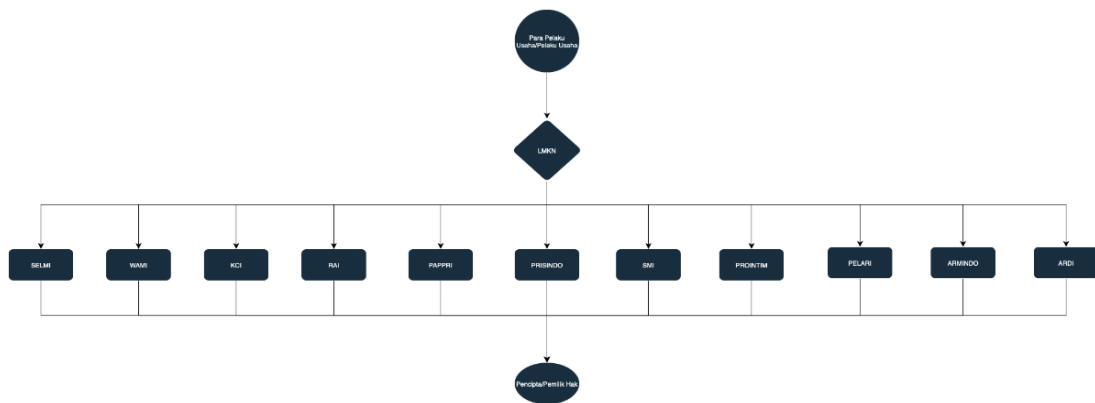 Para Pelaku
Usaha/Pelaku Usaha
LMKN
SELMI
WAMI
KCI
RAI
PAPPRI
PRISINDO
SMI
PROINTIM
PELARI
ARMINDO
ARDI
Pencipta/Pemilik Hak